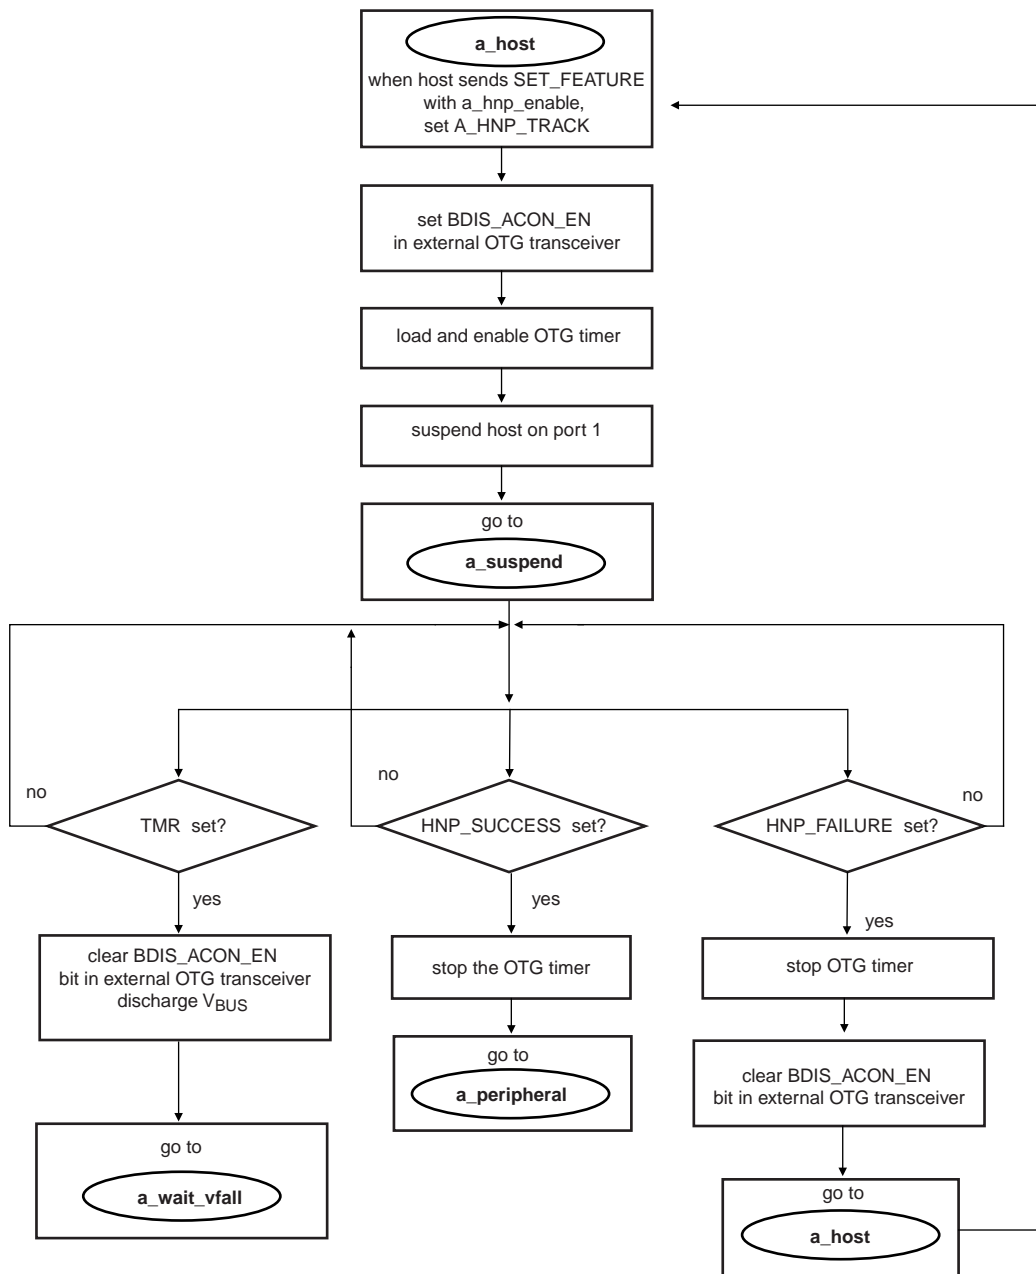 a_host
when host sends SET_FEATURE
with a_hnp_enable,
set A_HNP_TRACK
set BDIS_ACON_EN
in external OTG transceiver
load and enable OTG timer
suspend host on port 1
go to
a_suspend
no
TMR set?
yes
clear BDIS_ACON_EN
bit in external OTG transceiver
discharge VBUS
go to
a_wait_vfall
no
HNP_SUCCESS set?
yes
stop the OTG timer
go to
a_peripheral
no
HNP_FAILURE set?
yes
stop OTG timer
clear BDIS_ACON_EN
bit in external OTG transceiver
go to
a_host